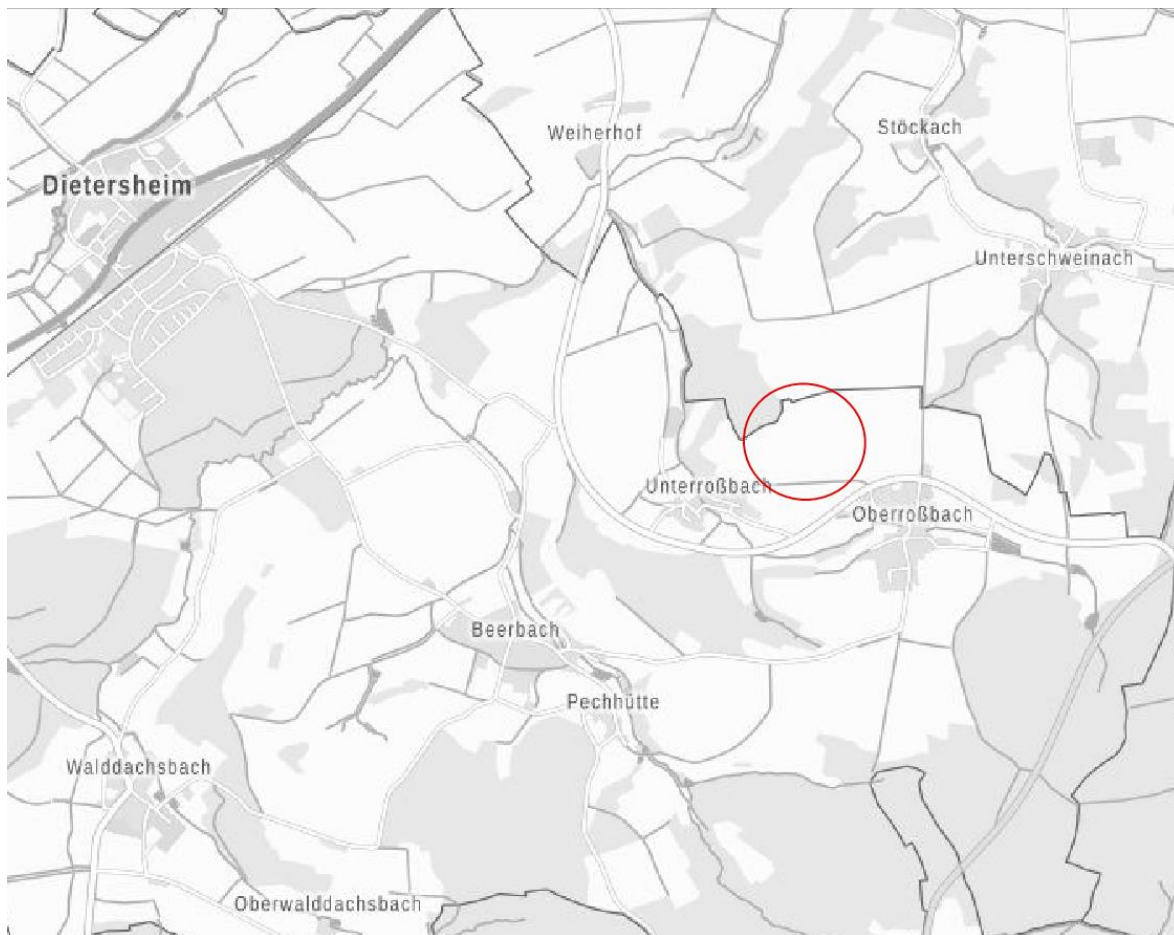 Weiherhof
Stöckach
Dietersheim
Unterschweinach
Unterroßbach
Oberroßbach
Beerbach
Pechhütte
Walddachsbach
Oberwalddachsbach